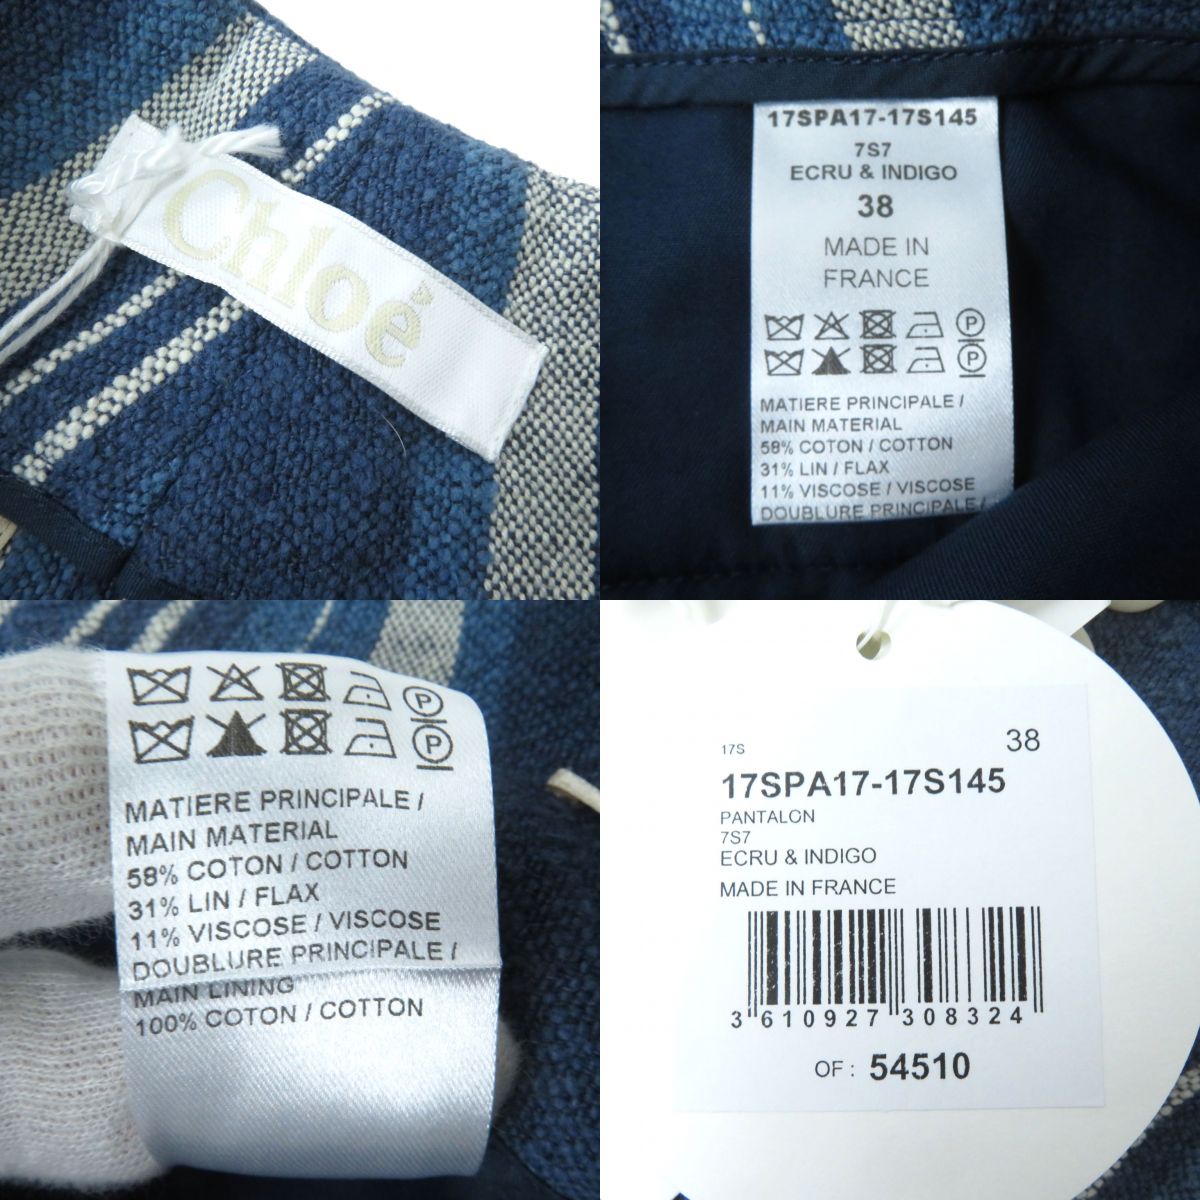 Chloé
17SPA17-17S145
7S7
ECRU & INDIGO
38
MADE IN
FRANCE
P
P
MATIERE PRINCIPALE /
MAIN MATERIAL
58% COTON / COTTON
31% LIN / FLAX
11% VISCOSE / VISCOSE
DOUBLURE PRINCIPALE /
P
P
MATIERE PRINCIPALE /
MAIN MATERIAL
58% COTON / COTTON
31% LIN / FLAX
11% VISCOSE / VISCOSE
DOUBLURE PRINCIPALE /
MAIN LINING
100% COTON / COTTON
17S
38
17SPA17-17S145
PANTALON
7S7
ECRU & INDIGO
MADE IN FRANCE
3 610927 308324
OF : 54510